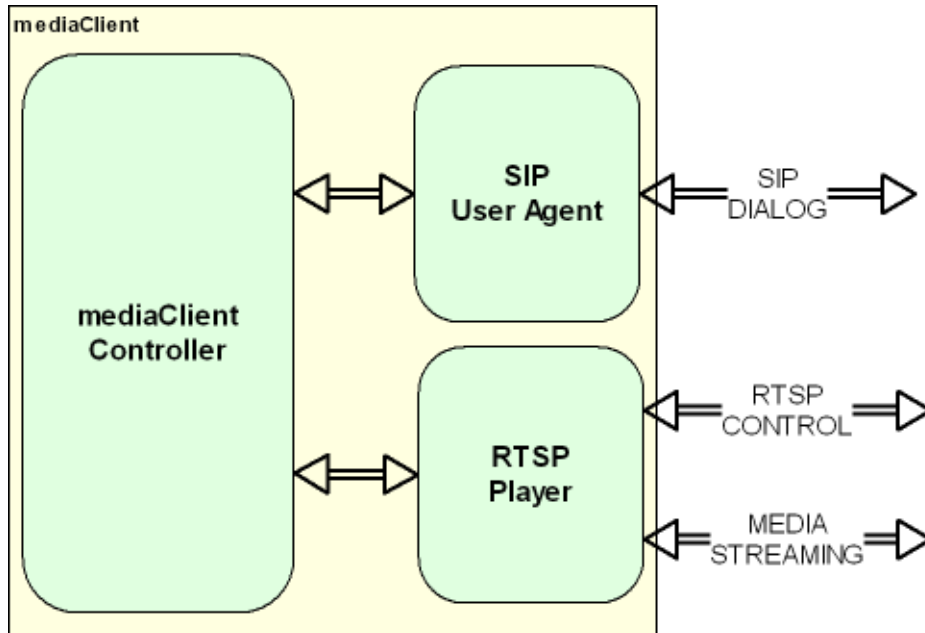 mediaClient
mediaClient
Controller
SIP
User Agent
SIP
DIALOG
RTSP
Player
RTSP
CONTROL
MEDIA
STREAMING